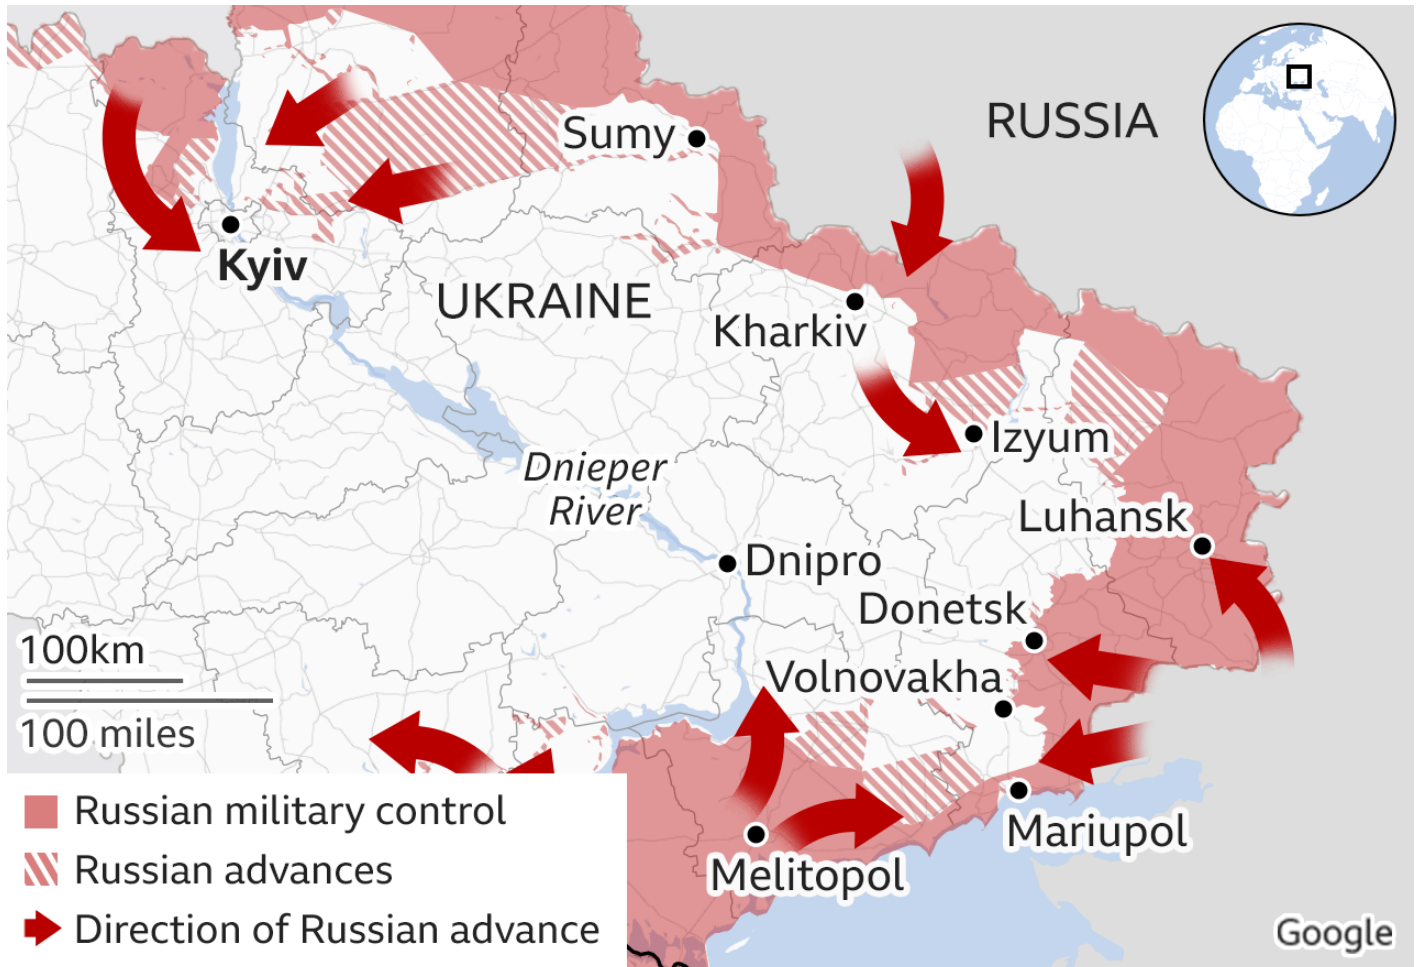 RUSSIA
Sumy
Kyiv
UKRAINE
Kharkiv
Izyum
Dnieper
River
Luhansk
Dnipro
Donetsk
Volnovakha
100km
100 miles
Mariupol
Melitopol
Russian military control
Russian advances
Direction of Russian advance
Google